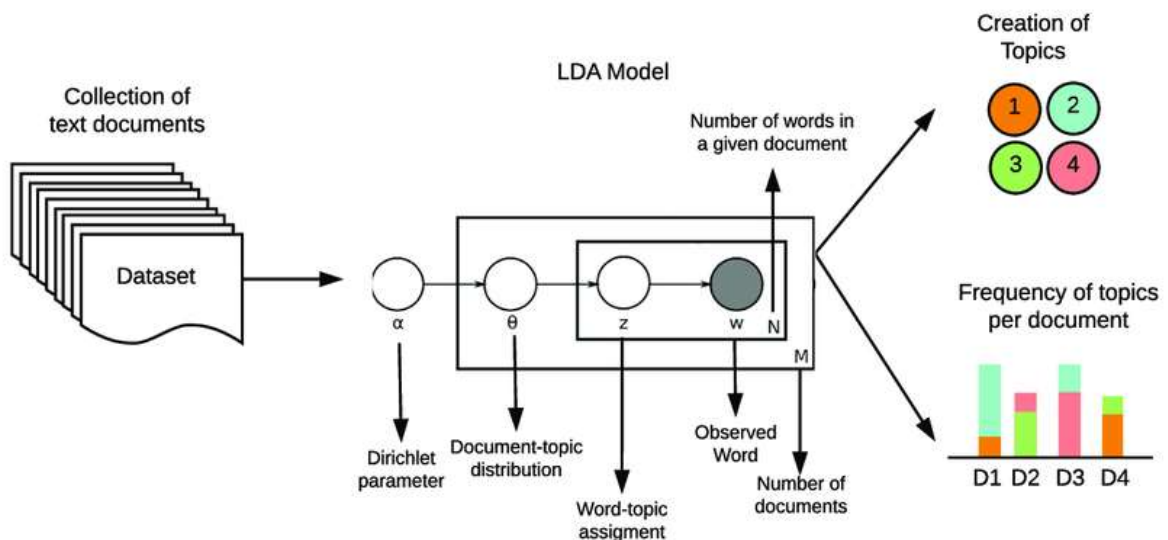 Collection of
text documents
Dataset
LDA Model
Number of words in
a given document
α
θ
z
w
N
M
Dirichlet
parameter
Document-topic
distribution
Word-topic
assigment
Observed
Word
Number of
documents
Creation of
Topics
1
2
3
4
Frequency of topics
per document
D1 D2 D3 D4